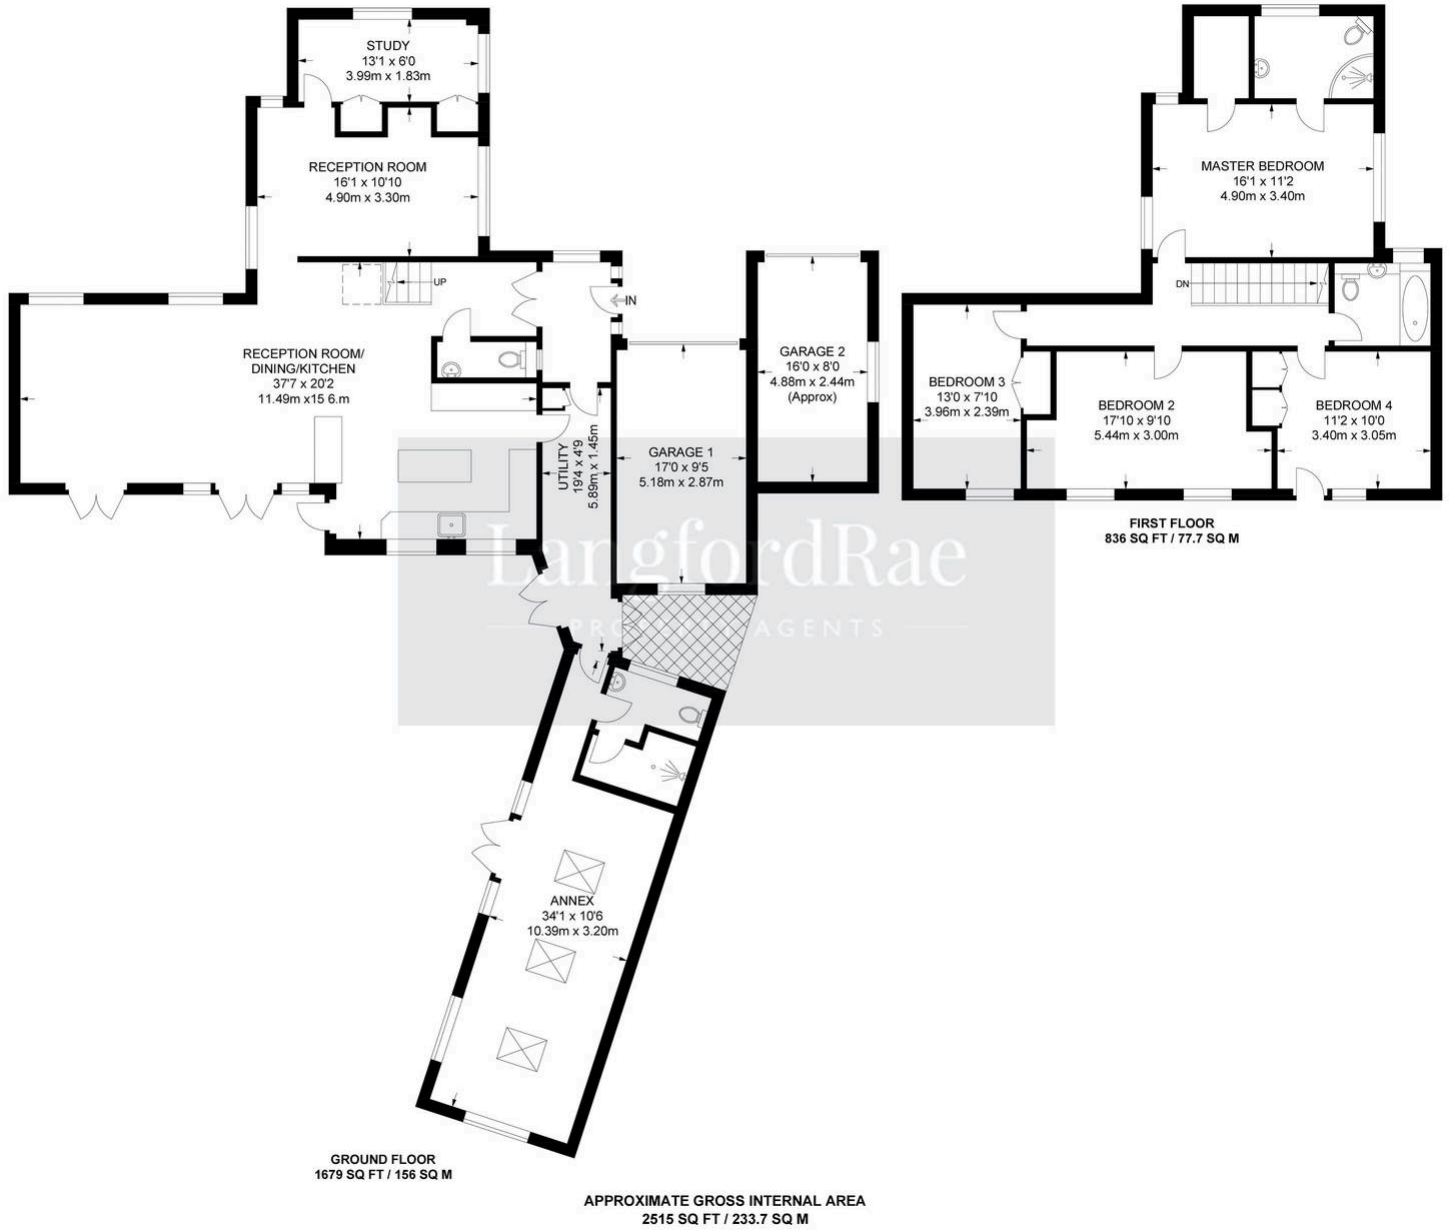 STUDY
13'1 x 6'0
3.99m x 1.83m
RECEPTION ROOM
16'1 x 10'10
4.90m x 3.30m
UP
IN
RECEPTION ROOM/
DINING/KITCHEN
37'7 x 20'2
11.49m x15 6.m
UTILITY
19'4 x 4'9
5.89m x 1.45m
GARAGE 1
17'0 x 9'5
5.18m x 2.87m
GARAGE 2
16'0 x 8'0
4.88m x 2.44m
(Approx)
MASTER BEDROOM
16'1 x 11'2
4.90m x 3.40m
DN
BEDROOM 3
13'0 x 7'10
3.96m x 2.39m
BEDROOM 2
17'10 x 9'10
5.44m x 3.00m
BEDROOM 4
11'2 x 10'0
3.40m x 3.05m
FIRST FLOOR
836 SQ FT / 77.7 SQ M
LangfordRae
PROPERTY AGENTS
ANNEX
34'1 x 10'6
10.39m x 3.20m
GROUND FLOOR
1679 SQ FT / 156 SQ M
APPROXIMATE GROSS INTERNAL AREA
2515 SQ FT / 233.7 SQ M